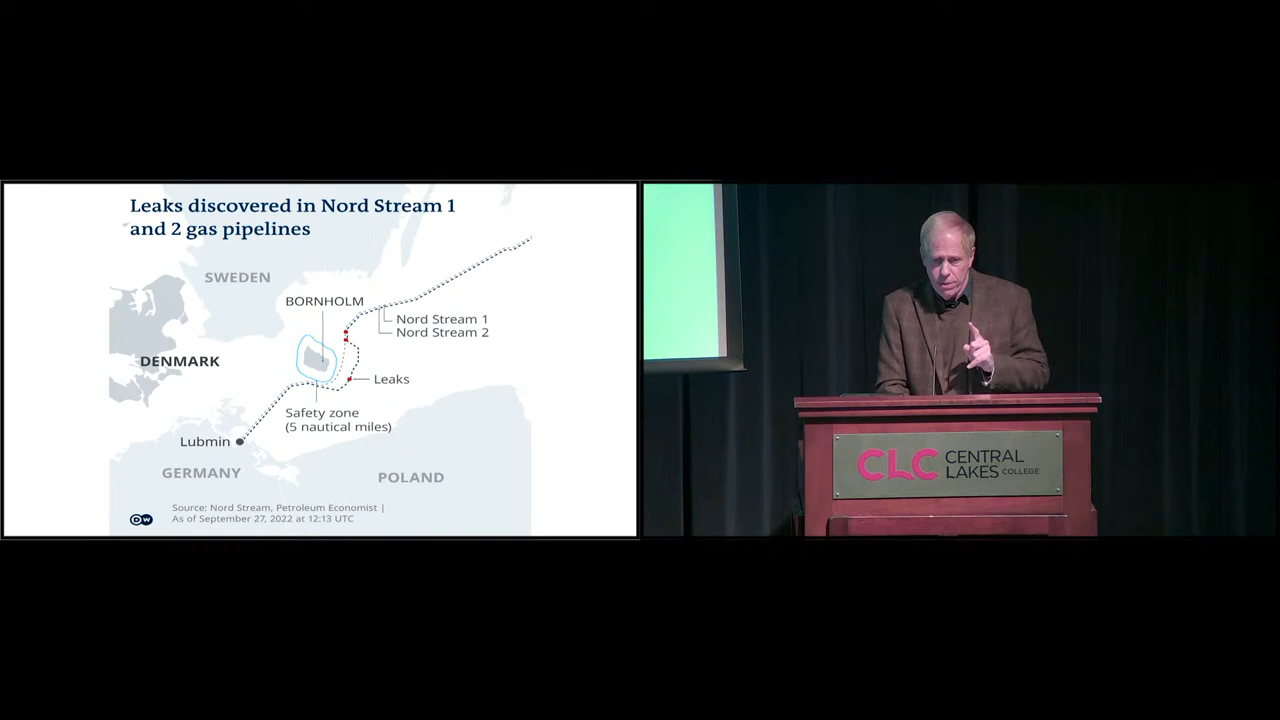 Leaks discovered in Nord Stream 1
and 2 gas pipelines
SWEDEN
BORNHOLM
Nord Stream 1
Nord Stream 2
DENMARK
Leaks
Safety zone
(5 nautical miles)
Lubmin
GERMANY
POLAND
Source: Nord Stream, Petroleum Economist |
As of September 27, 2022 at 12:13 UTC
DW
CLC CENTRAL
LAKES COLLEGE